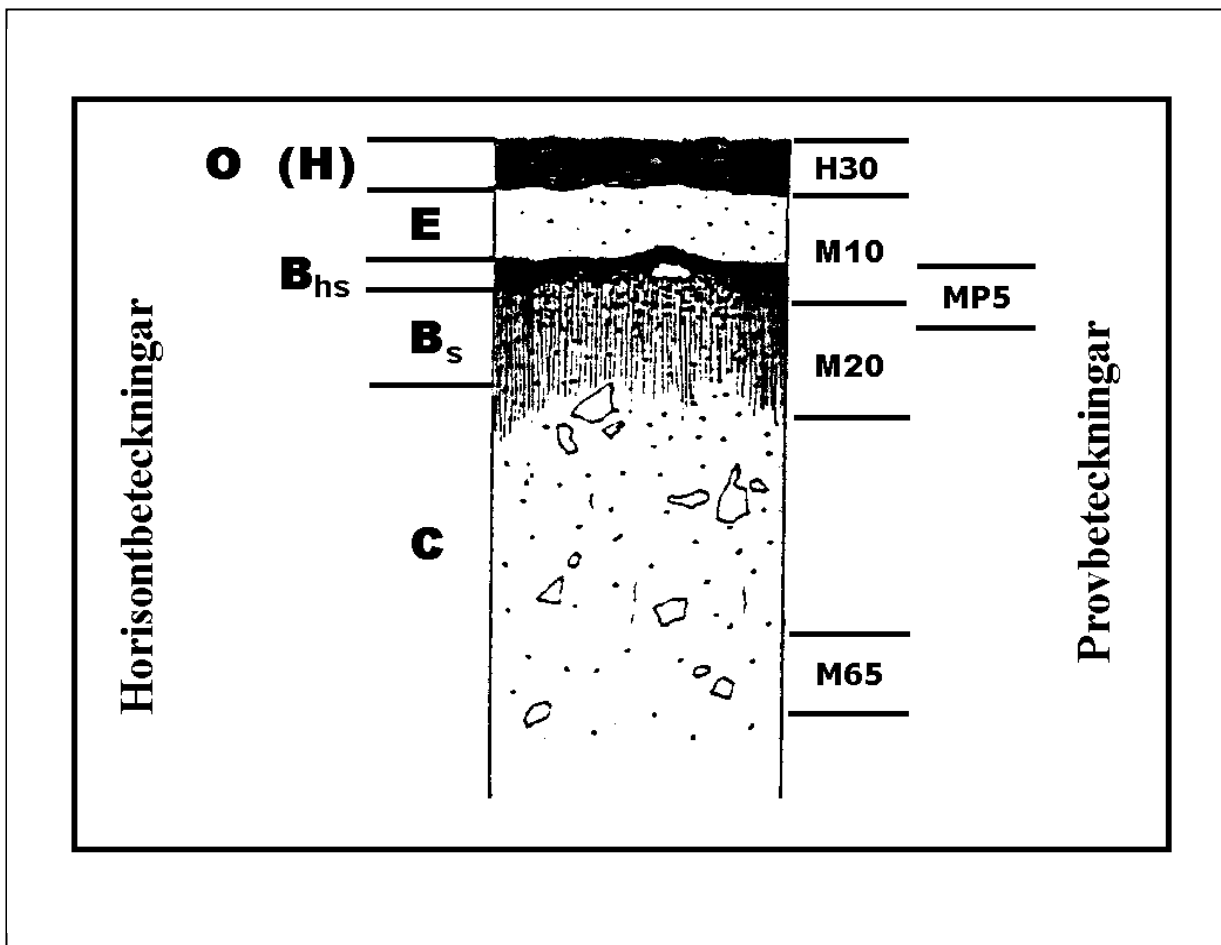 Horisontbeteckningar
O (H)
E
Bhs
Bs
C
H30
M10
MP5
M20
M65
Provbeteckningar